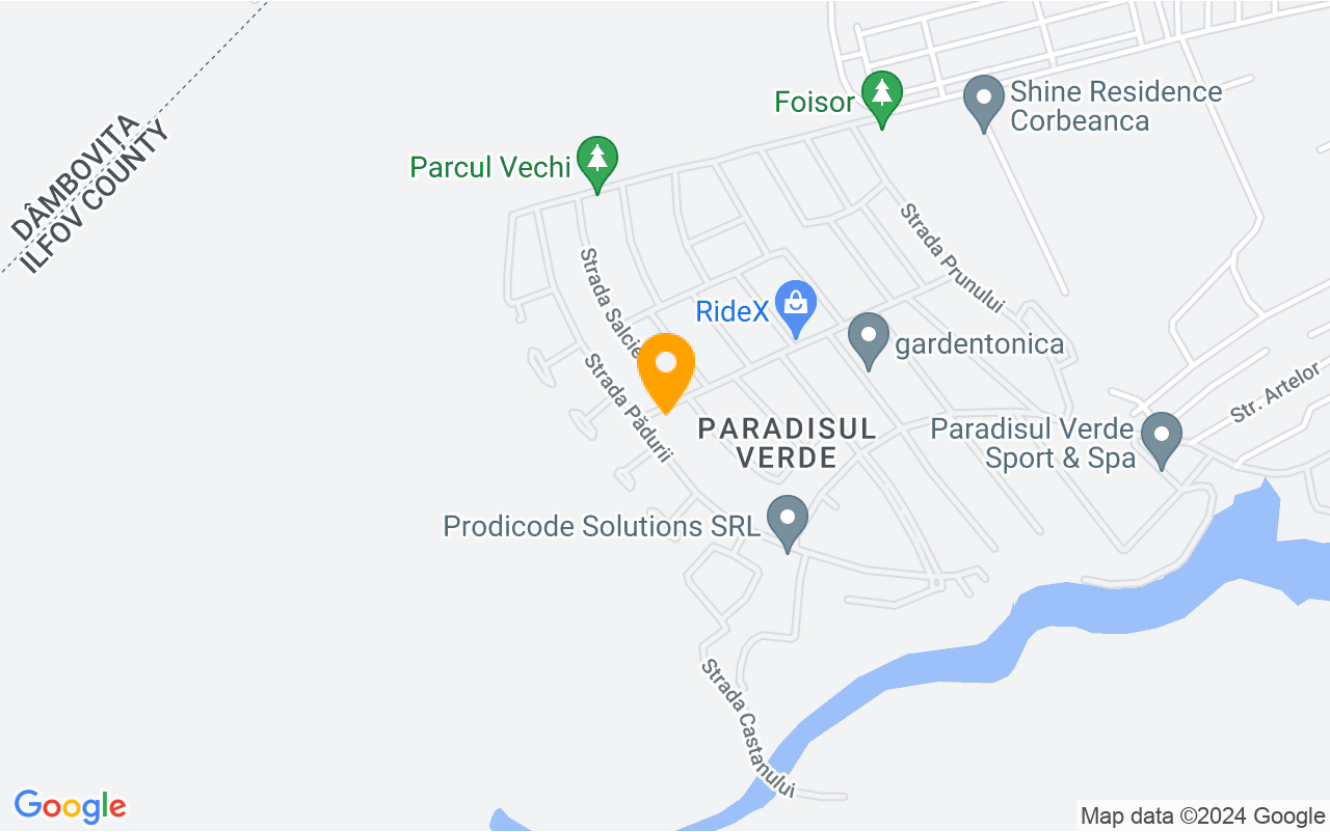 DÂMBOVITA
ILFOV COUNTY
Foisor
Shine Residence
Corbeanca
Parcul Vechi
Strada Prunului
Strada Salcie
RideX
gardentonica
Strada Pădurii
Str. Artelor
PARADISUL
VERDE
Paradisul Verde
Sport & Spa
Prodicode Solutions SRL
Strada Castanului
Google
Map data ©2024 Google